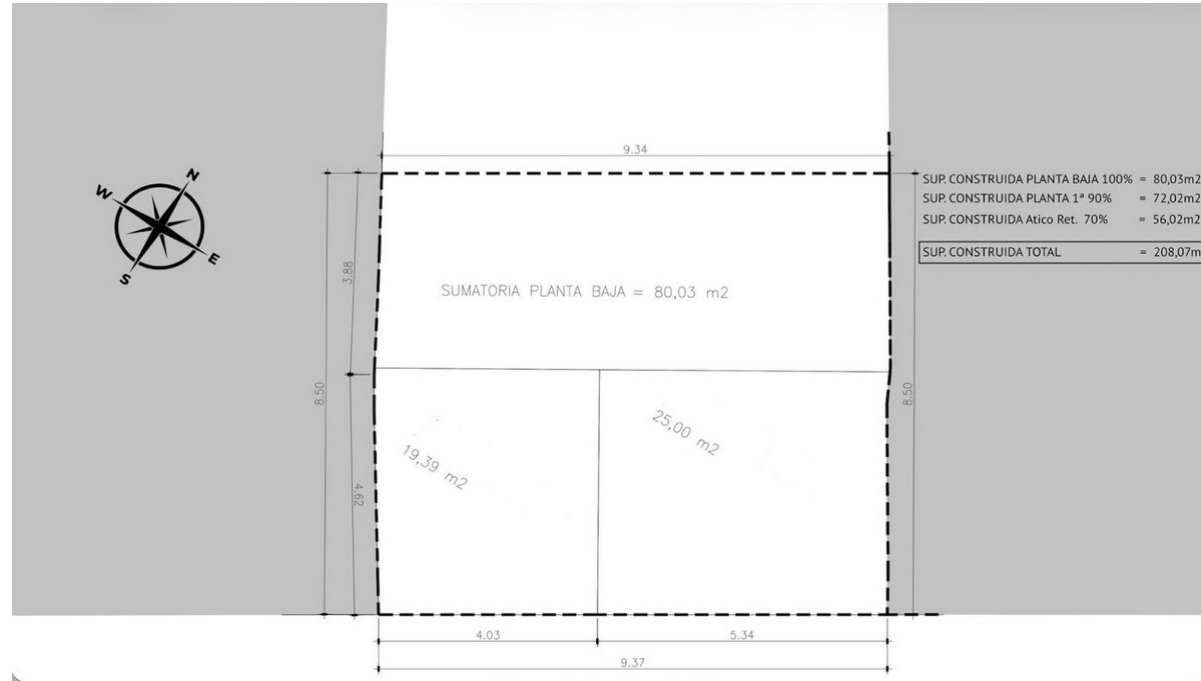 9.34
SUP. CONSTRUIDA PLANTA BAJA 100% = 80,03m2
SUP. CONSTRUIDA PLANTA 1ª 90% = 72,02m2
SUP. CONSTRUIDA Atico Ret. 70% = 56,02m2
SUP. CONSTRUIDA TOTAL = 208,07m
N
W
E
S
3.88
SUMATORIA PLANTA BAJA = 80,03 m2
8.50
8.50
25,00 m2
19,39 m2
4.62
4.03
5.34
9.37